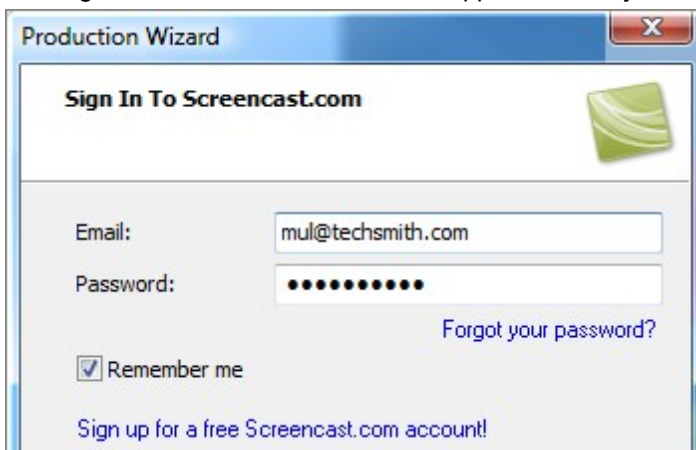 Production Wizard
X
Sign In To Screencast.com
Email:
mul@techsmith.com
Password:
••••••••••
Forgot your password?
Remember me
Sign up for a free Screencast.com account!